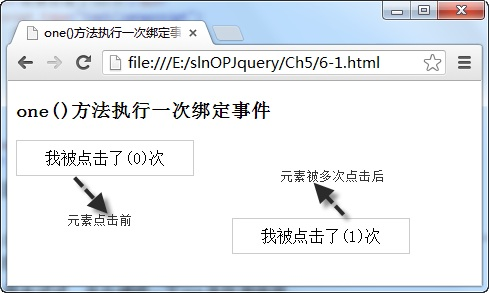 one()方法执行一次绑定事
file:///E:/slnOPJquery/Ch5/6-1.html
one()方法执行一次绑定事件
我被点击了(0)次
元素被多次点击后
元素点击前
我被点击了(1)次